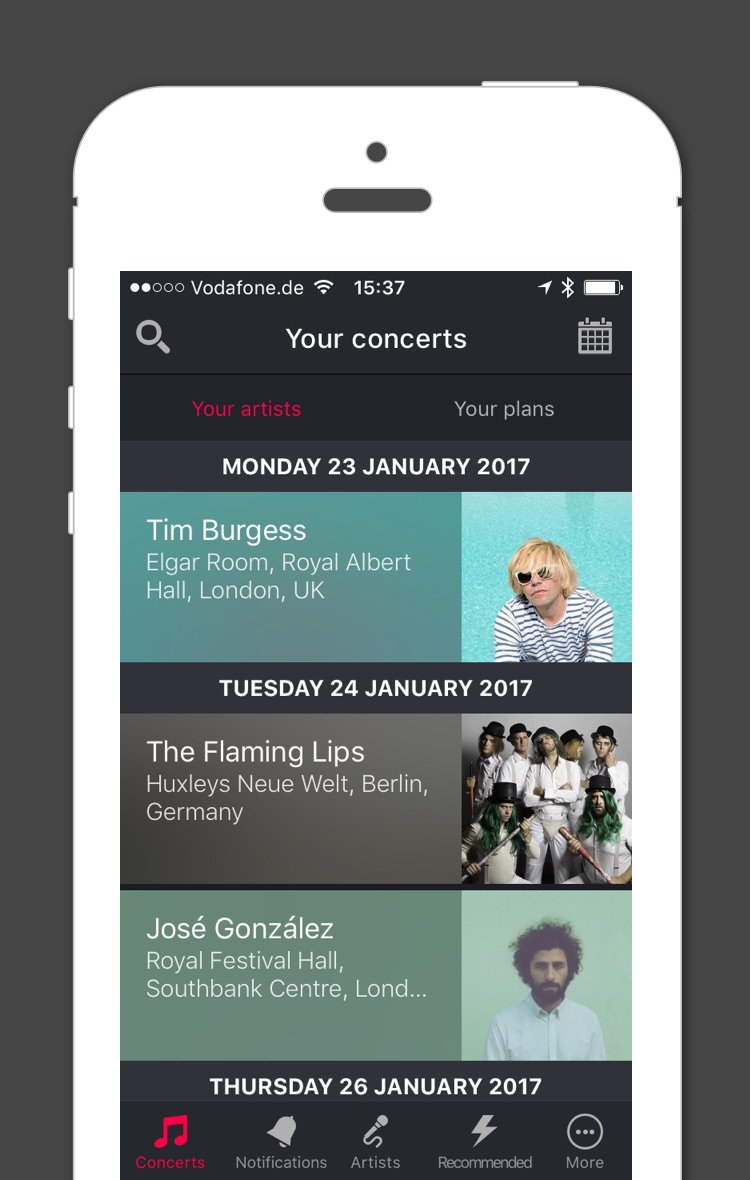 Vodafone.de 15:37
Your concerts
Your artists Your plans
MONDAY 23 JANUARY 2017
Tim Burgess
Elgar Room, Royal Albert
Hall, London, UK
TUESDAY 24 JANUARY 2017
The Flaming Lips
Huxleys Neue Welt, Berlin,
Germany
José González
Royal Festival Hall,
Southbank Centre, Lond...
THURSDAY 26 JANUARY 2017
Concerts Notifications Artists Recommended More